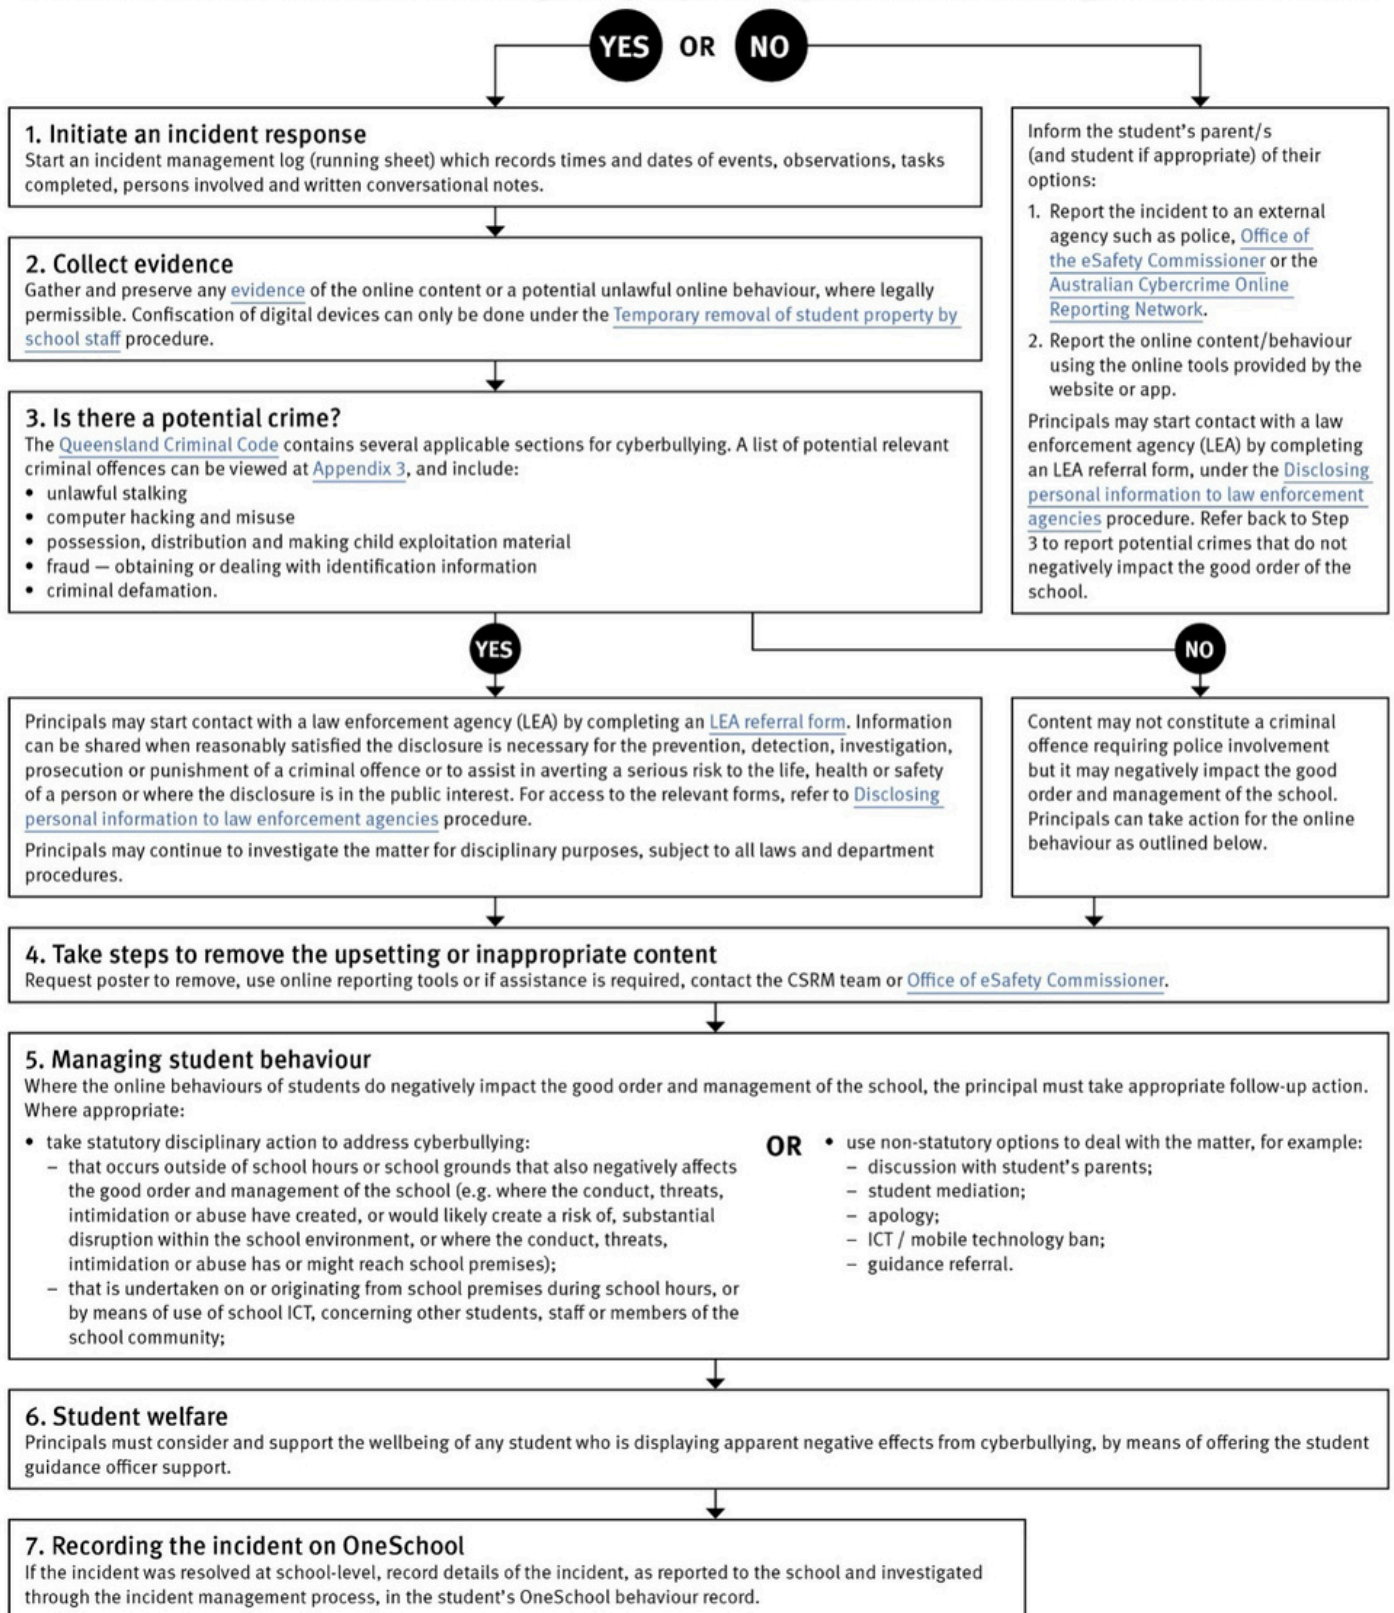 YES OR NO
1. Initiate an incident response
Start an incident management log (running sheet) which records times and dates of events, observations, tasks
completed, persons involved and written conversational notes.
2. Collect evidence
Gather and preserve any evidence of the online content or a potential unlawful online behaviour, where legally
permissible. Confiscation of digital devices can only be done under the Temporary removal of student property by
school staff procedure.
3. Is there a potential crime?
The Queensland Criminal Code contains several applicable sections for cyberbullying. A list of potential relevant
criminal offences can be viewed at Appendix 3, and include:
• unlawful stalking
• computer hacking and misuse
• possession, distribution and making child exploitation material
• fraud — obtaining or dealing with identification information
• criminal defamation.
Inform the student's parent/s
(and student if appropriate) of their
options:
1. Report the incident to an external
agency such as police, Office of
the eSafety Commissioner or the
Australian Cybercrime Online
Reporting Network.
2. Report the online content/behaviour
using the online tools provided by the
website or app.
Principals may start contact with a law
enforcement agency (LEA) by completing
an LEA referral form, under the Disclosing
personal information to law enforcement
agencies procedure. Refer back to Step
3 to report potential crimes that do not
negatively impact the good order of the
school.
YES
NO
Principals may start contact with a law enforcement agency (LEA) by completing an LEA referral form. Information
can be shared when reasonably satisfied the disclosure is necessary for the prevention, detection, investigation,
prosecution or punishment of a criminal offence or to assist in averting a serious risk to the life, health or safety
of a person or where the disclosure is in the public interest. For access to the relevant forms, refer to Disclosing
personal information to law enforcement agencies procedure.
Principals may continue to investigate the matter for disciplinary purposes, subject to all laws and department
procedures.
Content may not constitute a criminal
offence requiring police involvement
but it may negatively impact the good
order and management of the school.
Principals can take action for the online
behaviour as outlined below.
4. Take steps to remove the upsetting or inappropriate content
Request poster to remove, use online reporting tools or if assistance is required, contact the CSRM team or Office of eSafety Commissioner.
5. Managing student behaviour
Where the online behaviours of students do negatively impact the good order and management of the school, the principal must take appropriate follow-up action.
Where appropriate:
• take statutory disciplinary action to address cyberbullying:
– that occurs outside of school hours or school grounds that also negatively affects
the good order and management of the school (e.g. where the conduct, threats,
intimidation or abuse have created, or would likely create a risk of, substantial
disruption within the school environment, or where the conduct, threats,
intimidation or abuse has or might reach school premises);
– that is undertaken on or originating from school premises during school hours, or
by means of use of school ICT, concerning other students, staff or members of the
school community;
OR
• use non-statutory options to deal with the matter, for example:
– discussion with student's parents;
– student mediation;
– apology;
– ICT / mobile technology ban;
– guidance referral.
6. Student welfare
Principals must consider and support the wellbeing of any student who is displaying apparent negative effects from cyberbullying, by means of offering the student
guidance officer support.
7. Recording the incident on OneSchool
If the incident was resolved at school-level, record details of the incident, as reported to the school and investigated
through the incident management process, in the student's OneSchool behaviour record.